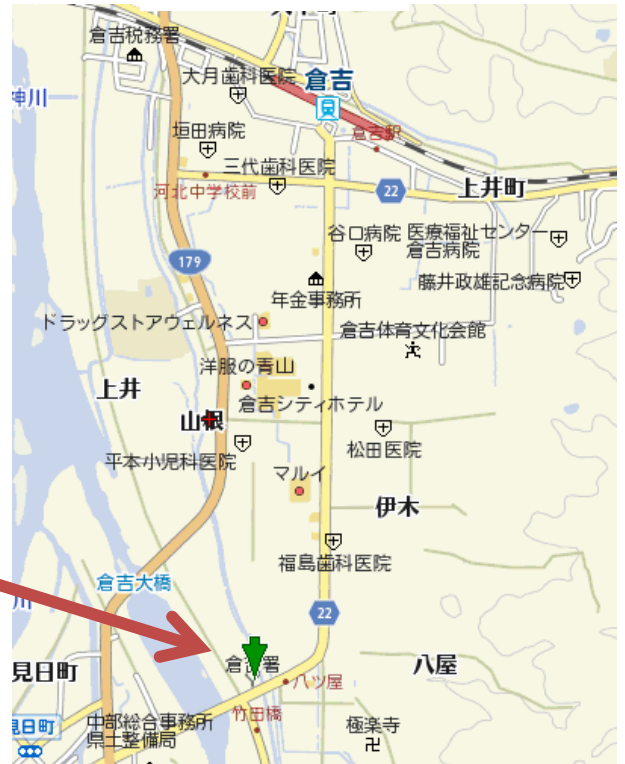 倉吉税務署
大月歯科医院
倉吉
神川
垣田病院
倉吉駅
三代歯科医院
河北中学校前
22
上井町
谷口病院
医療福祉センター
倉吉病院
179
藤井政雄記念病院
年金事務所
ドラッグストアウェルネス
倉吉体育文化会館
洋服の青山
上井
倉吉シティホテル
山根
平本小児科医院
松田医院
マルイ
伊木
福島歯科医院
倉吉大橋
川
22
八屋
見日町
八ツ屋
竹田橋
見日町
中部総合事務所
県土整備局
極楽寺